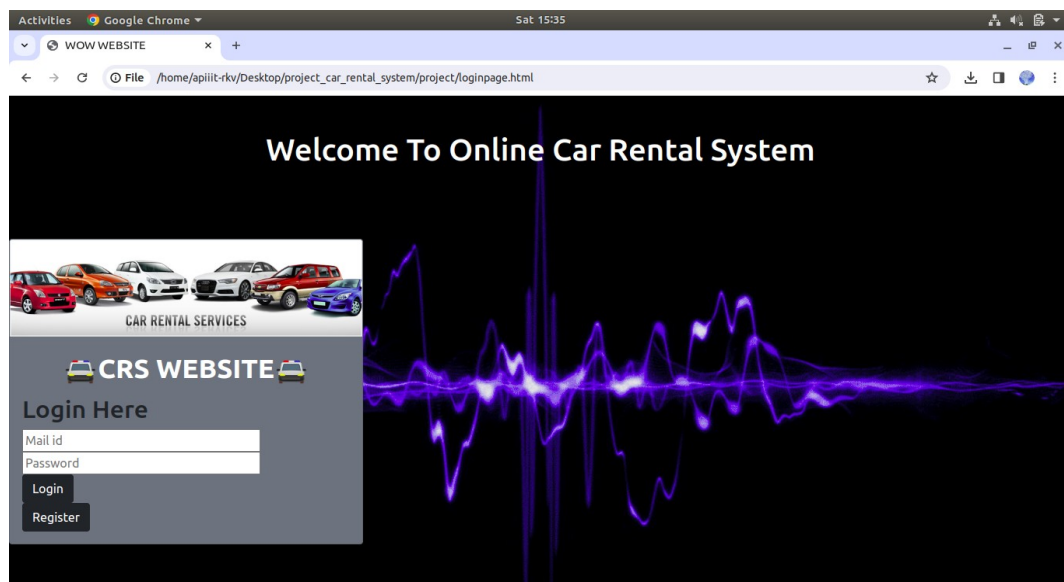 Activities Google Chrome Sat 15:35
WOW WEBSITE
File /home/apiiit-rkv/Desktop/project_car_rental_system/project/loginpage.html
Welcome To Online Car Rental System
CAR RENTAL SERVICES
CRS WEBSITE
Login Here
Mail id
Password
Login
Register